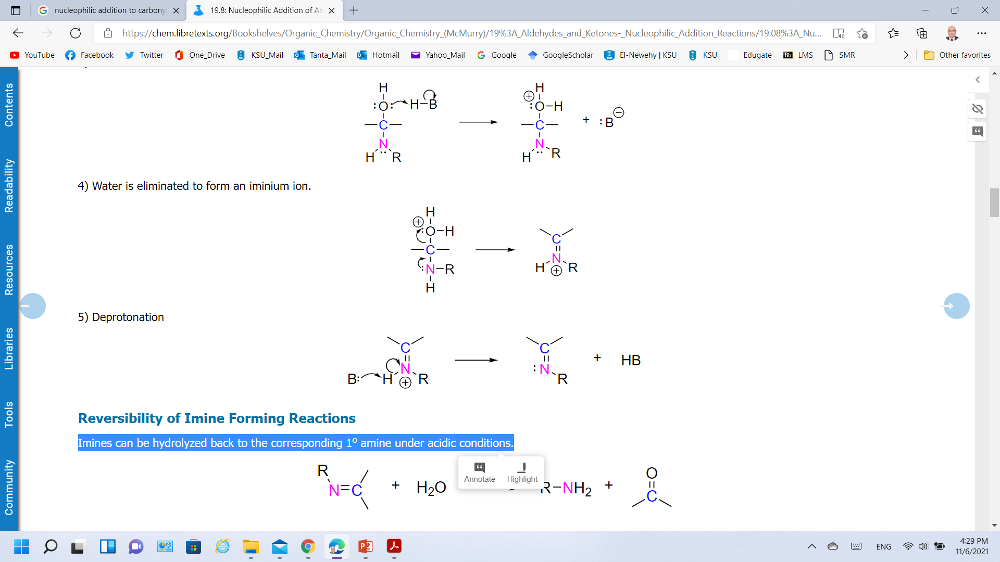 nucleophilic addition to carbony
19.8: Nucleophilic Addition of Am
https://chem.libretexts.org/Bookshelves/Organic_Chemistry/Organic_Chemistry_(McMurry)/19%3A_Aldehydes_and_Ketones-_Nucleophilic_Addition_Reactions/19.08%3A_Nu...
YouTube Facebook Twitter One_Drive KSU_Mail Tanta_Mail Hotmail Yahoo_Mail Google GoogleScholar El-Newehy | KSU KSU Edugate Bb LMS SMR Other favorites
Contents
Readability
Resources
Libraries
Tools
Community
H H
:O: H–B :O–H
C C + :B
N N
H R H R
4) Water is eliminated to form an iminium ion.
H
:O–H
C C
:N–R N
H H R
5) Deprotonation
C C
N :N + HB
B: H R R
Reversibility of Imine Forming Reactions
Imines can be hydrolyzed back to the corresponding 1º amine under acidic conditions.
Annotate Highlight
R O
N=C + H₂O R–NH₂ + C
ENG
4:29 PM
11/6/2021